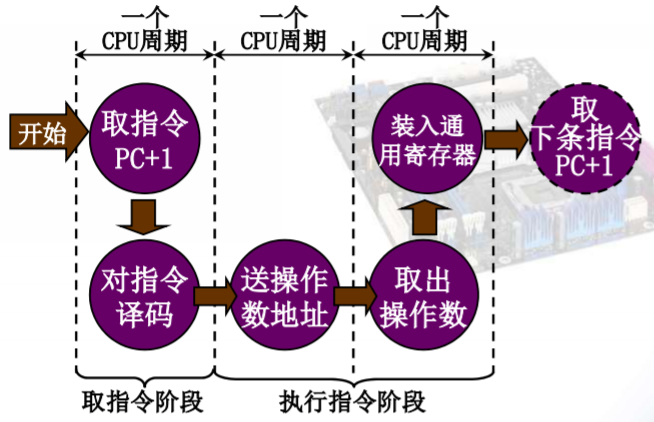 一个
CPU周期
一个
CPU周期
一个
CPU周期
开始
取指令
PC+1
装入通
用寄存器
取
下条指令
PC+1
对指令
译码
送操作
数地址
取出
操作数
取指令阶段
执行指令阶段